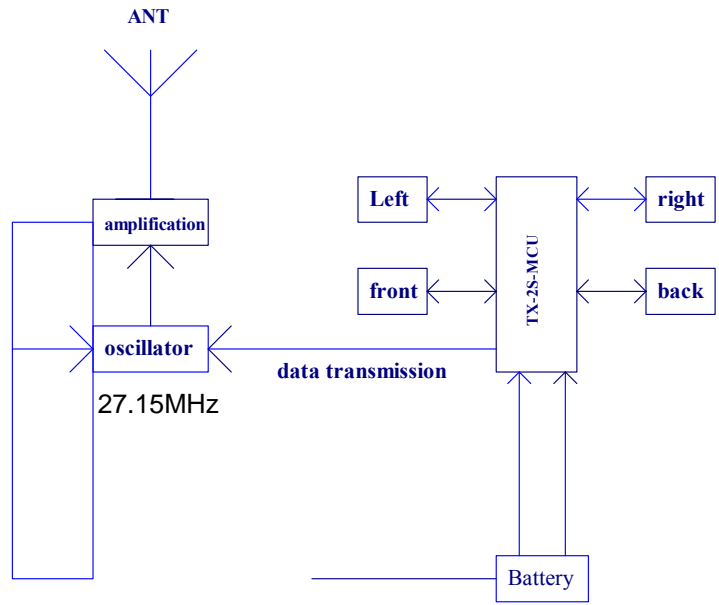 ANT
Left
right
amplification
TX-2S-MCU
front
back
oscillator
data transmission
27.15MHz
Battery